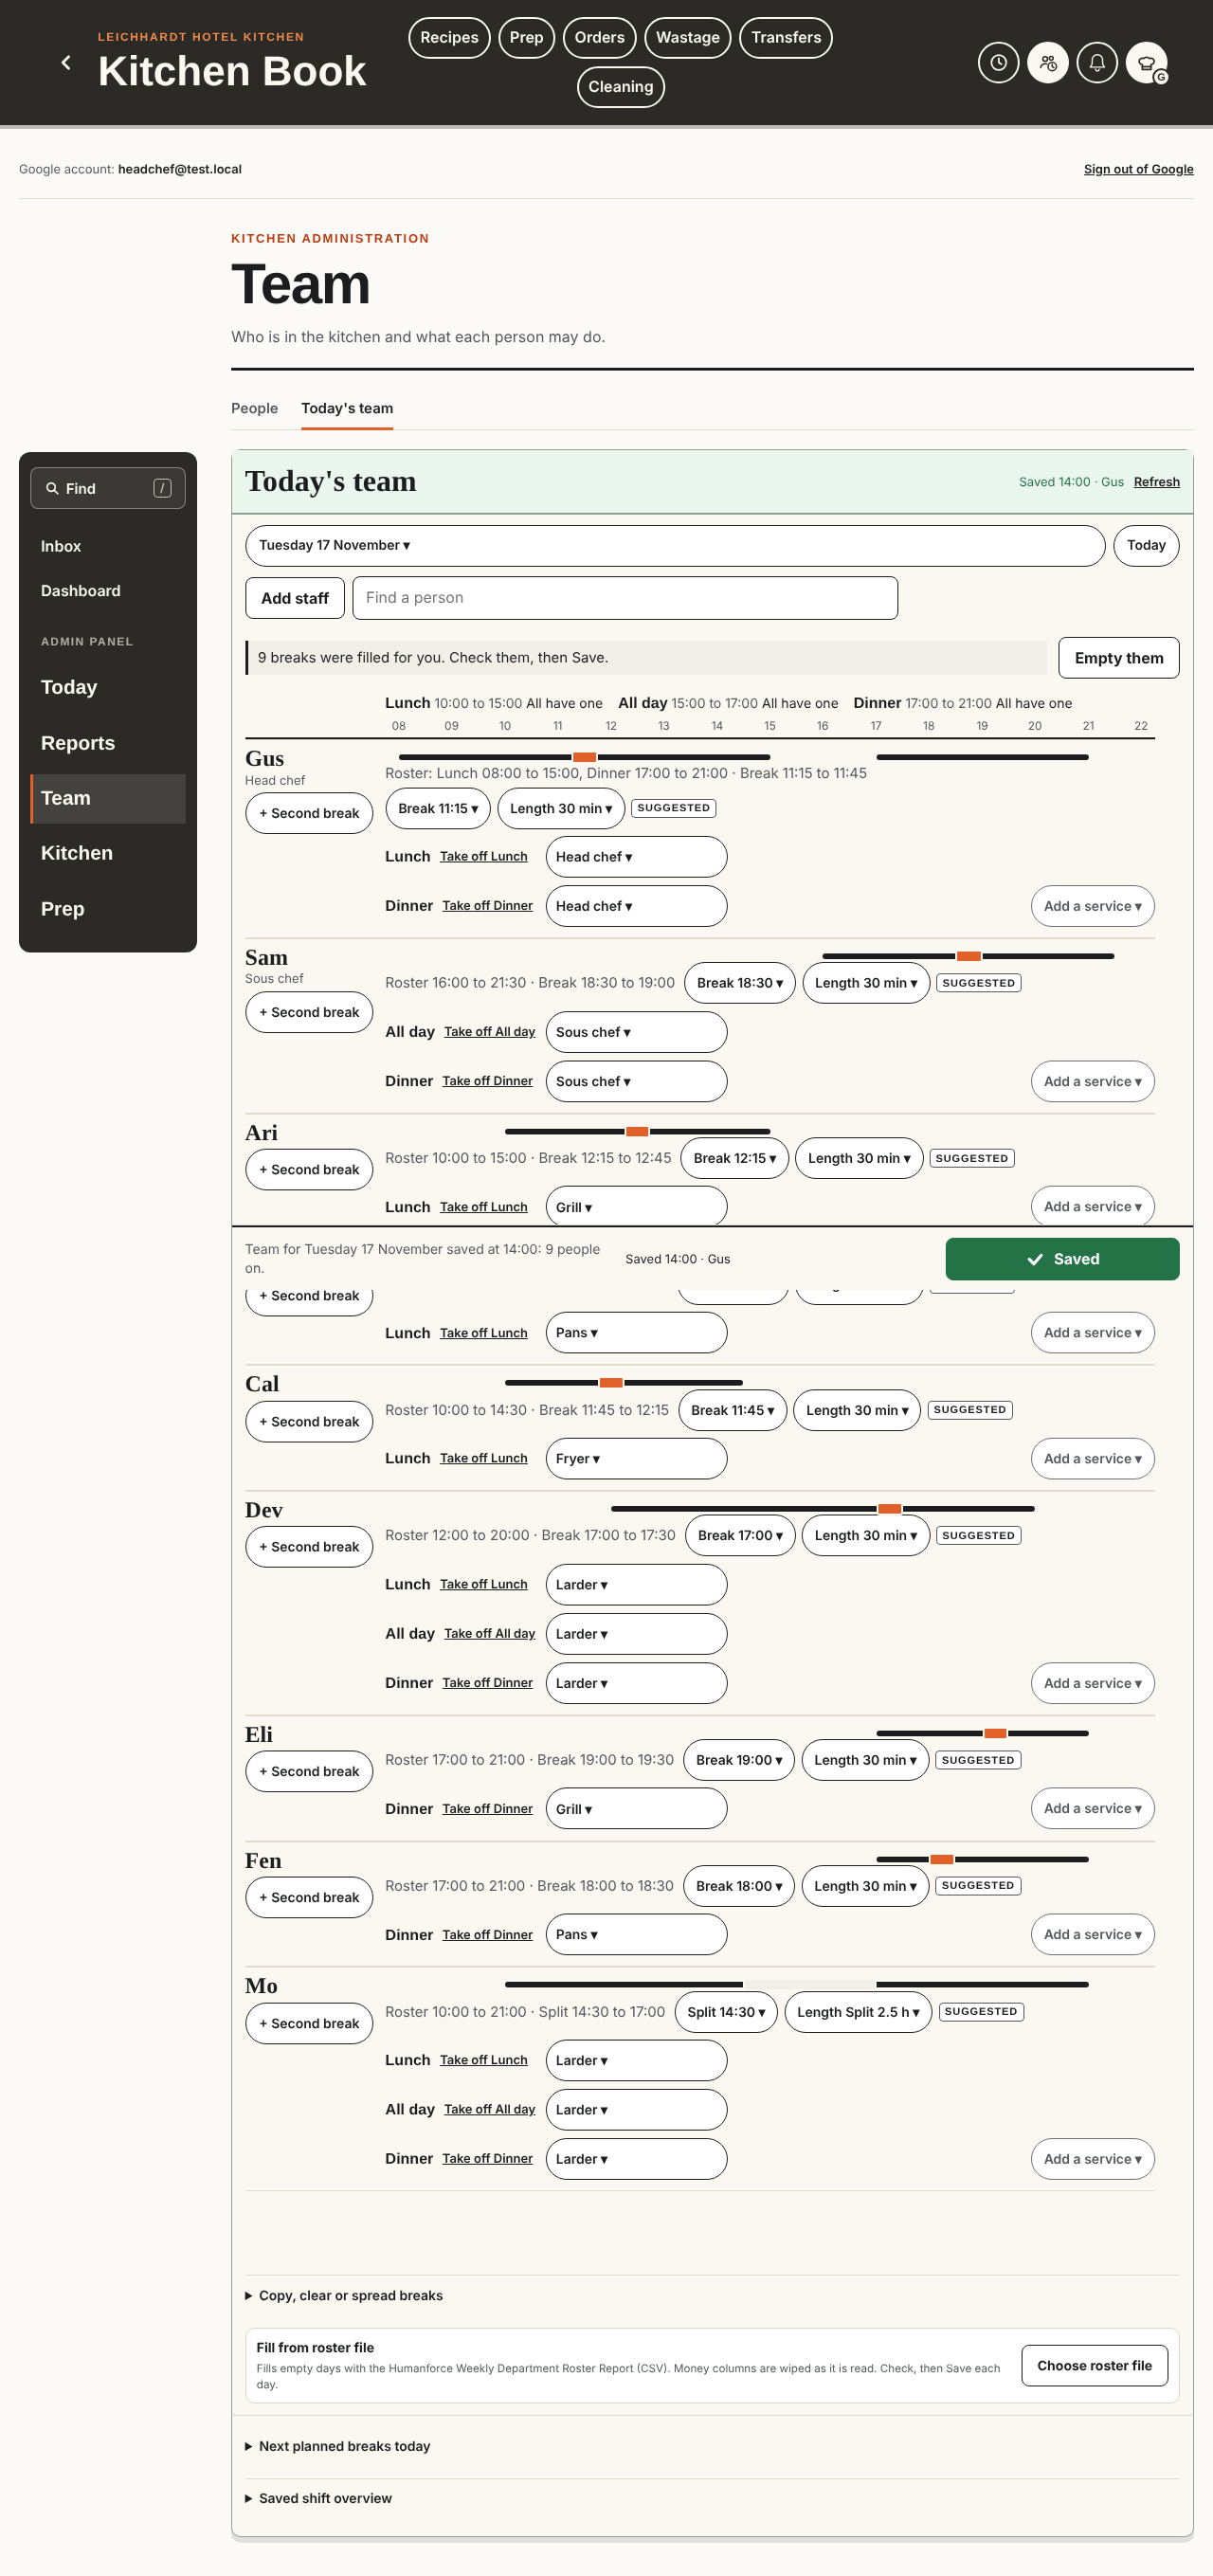 LEICHHARDT HOTEL KITCHEN
Kitchen Book
Recipes Prep Orders Wastage Transfers
Cleaning
G
Google account: headchef@test.local Sign out of Google
KITCHEN ADMINISTRATION
Team
Who is in the kitchen and what each person may do.
People Today's team
Find /
Inbox
Dashboard
ADMIN PANEL
Today
Reports
Team
Kitchen
Prep
Today's team Saved 14:00 · Gus Refresh
Tuesday 17 November ▾ Today
Add staff Find a person
9 breaks were filled for you. Check them, then Save. Empty them
Lunch 10:00 to 15:00 All have one All day 15:00 to 17:00 All have one Dinner 17:00 to 21:00 All have one
08 09 10 11 12 13 14 15 16 17 18 19 20 21 22
Gus
Head chef
+ Second break
Roster: Lunch 08:00 to 15:00, Dinner 17:00 to 21:00 · Break 11:15 to 11:45
Break 11:15 ▾ Length 30 min ▾ SUGGESTED
Lunch Take off Lunch Head chef ▾
Dinner Take off Dinner Head chef ▾ Add a service ▾
Sam
Sous chef
+ Second break
Roster 16:00 to 21:30 · Break 18:30 to 19:00 Break 18:30 ▾ Length 30 min ▾ SUGGESTED
All day Take off All day Sous chef ▾
Dinner Take off Dinner Sous chef ▾ Add a service ▾
Ari
+ Second break
Roster 10:00 to 15:00 · Break 12:15 to 12:45 Break 12:15 ▾ Length 30 min ▾ SUGGESTED
Lunch Take off Lunch Grill ▾ Add a service ▾
Team for Tuesday 17 November saved at 14:00: 9 people
on.
Saved 14:00 · Gus
Saved
+ Second break
Lunch Take off Lunch Pans ▾ Add a service ▾
Cal
+ Second break
Roster 10:00 to 14:30 · Break 11:45 to 12:15 Break 11:45 ▾ Length 30 min ▾ SUGGESTED
Lunch Take off Lunch Fryer ▾ Add a service ▾
Dev
+ Second break
Roster 12:00 to 20:00 · Break 17:00 to 17:30 Break 17:00 ▾ Length 30 min ▾ SUGGESTED
Lunch Take off Lunch Larder ▾
All day Take off All day Larder ▾
Dinner Take off Dinner Larder ▾ Add a service ▾
Eli
+ Second break
Roster 17:00 to 21:00 · Break 19:00 to 19:30 Break 19:00 ▾ Length 30 min ▾ SUGGESTED
Dinner Take off Dinner Grill ▾ Add a service ▾
Fen
+ Second break
Roster 17:00 to 21:00 · Break 18:00 to 18:30 Break 18:00 ▾ Length 30 min ▾ SUGGESTED
Dinner Take off Dinner Pans ▾ Add a service ▾
Mo
+ Second break
Roster 10:00 to 21:00 · Split 14:30 to 17:00 Split 14:30 ▾ Length Split 2.5 h ▾ SUGGESTED
Lunch Take off Lunch Larder ▾
All day Take off All day Larder ▾
Dinner Take off Dinner Larder ▾ Add a service ▾
Copy, clear or spread breaks
Fill from roster file
Fills empty days with the Humanforce Weekly Department Roster Report (CSV). Money columns are wiped as it is read. Check, then Save each
day.
Choose roster file
Next planned breaks today
Saved shift overview